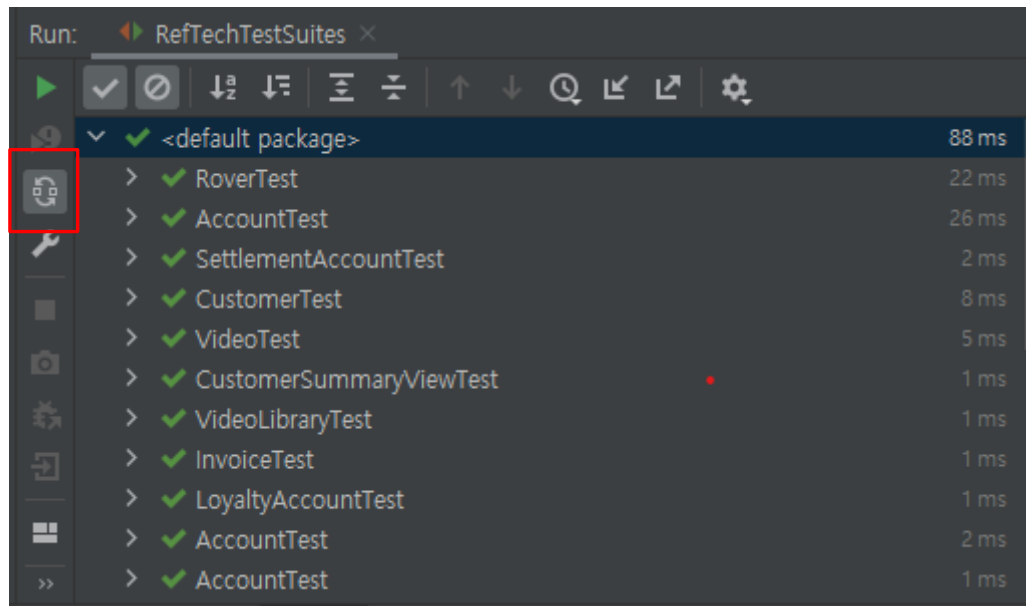 Run: RefTechTestSuites
<default package> 88 ms
RoverTest 22 ms
AccountTest 26 ms
SettlementAccountTest 2 ms
CustomerTest 8 ms
VideoTest 5 ms
CustomerSummaryViewTest 1 ms
VideoLibraryTest 1 ms
InvoiceTest 1 ms
LoyaltyAccountTest 1 ms
AccountTest 2 ms
AccountTest 1 ms